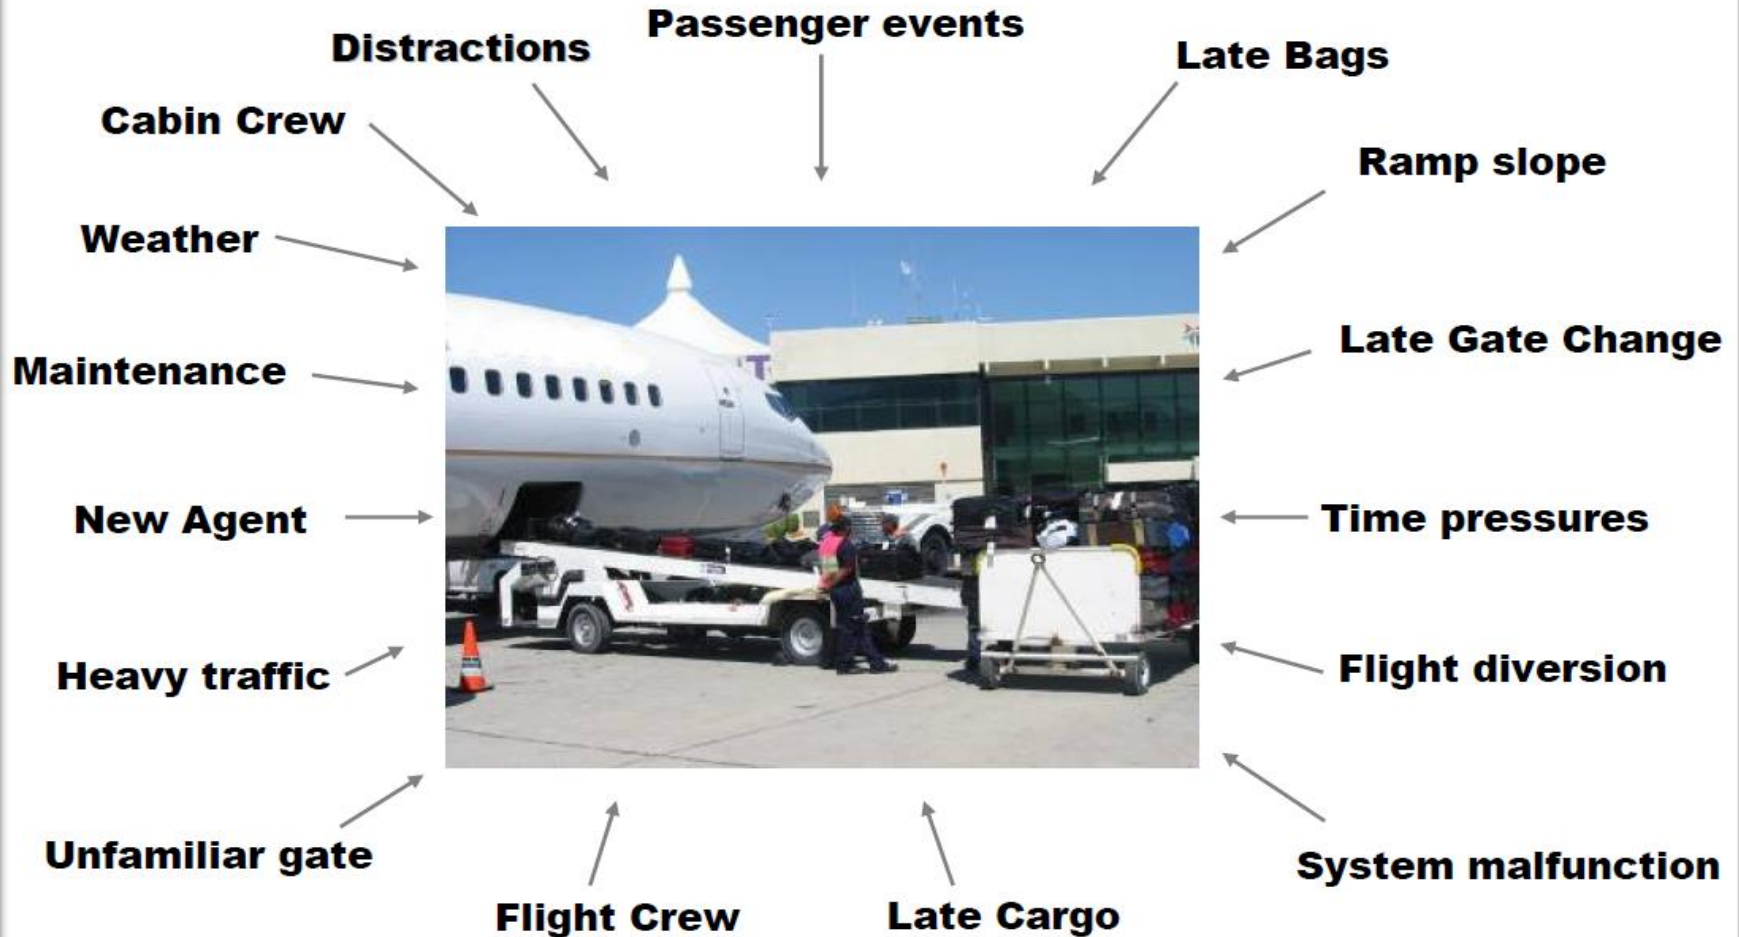 Passenger events
Distractions
Late Bags
Cabin Crew
Ramp slope
Weather
Late Gate Change
Maintenance
New Agent
Time pressures
Heavy traffic
Flight diversion
Unfamiliar gate
System malfunction
Flight Crew
Late Cargo